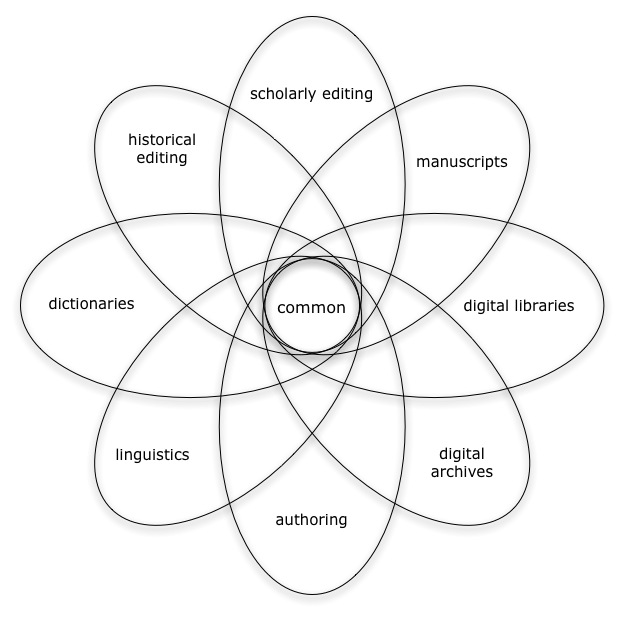 scholarly editing
historical
editing
manuscripts
dictionaries
common
digital libraries
linguistics
digital
archives
authoring